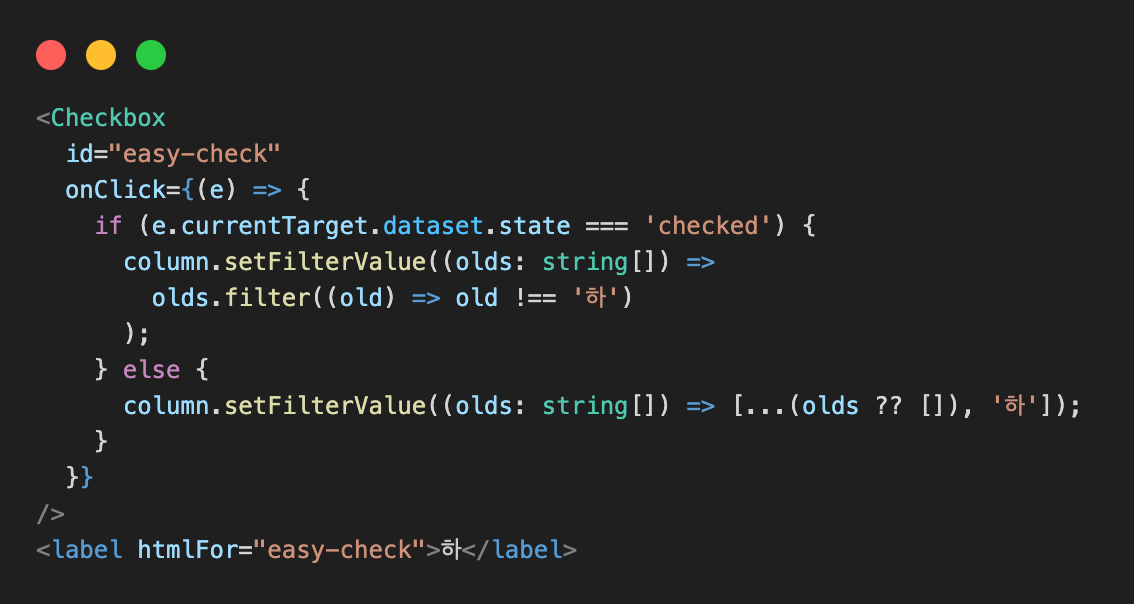 <Checkbox
  id="easy-check"
  onClick={(e) => {
    if (e.currentTarget.dataset.state === 'checked') {
      column.setFilterValue((olds: string[]) =>
        olds.filter((old) => old !== '하')
      );
    } else {
      column.setFilterValue((olds: string[]) => [...(olds ?? []), '하']);
    }
  }}
/>
<label htmlFor="easy-check">하</label>